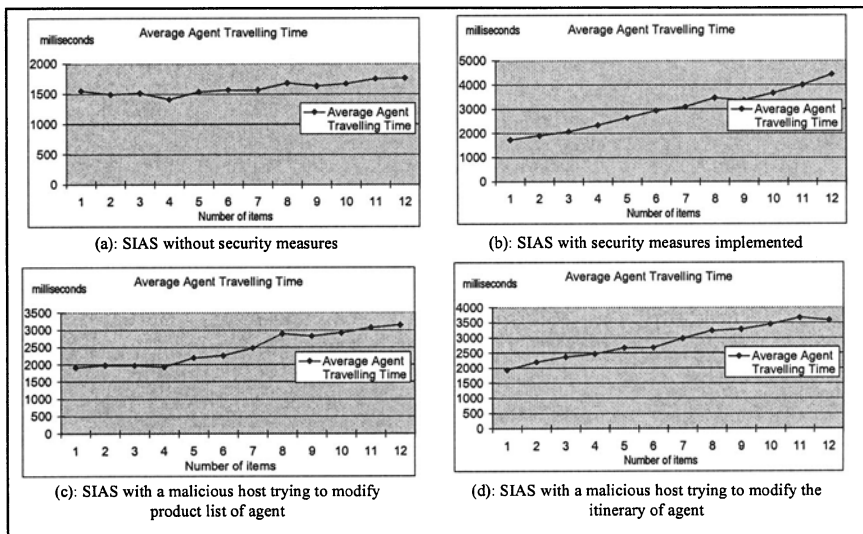 Average Agent Travelling Time
milliseconds
2000
1500
1000
500
0
Average Agent
Travelling Time
1 2 3 4 5 6 7 8 9 10 11 12
Number of items
(a): SIAS without security measures
Average Agent Travelling Time
milliseconds
5000
4000
3000
2000
1000
0
Average Agent
Travelling Time
1 2 3 4 5 6 7 8 9 10 11 12
Number of items
(b): SIAS with security measures implemented
Average Agent Travelling Time
milliseconds
3500
3000
2500
2000
1500
1000
500
0
Average Agent
Travelling Time
1 2 3 4 5 6 7 8 9 10 11 12
Number of items
(c): SIAS with a malicious host trying to modify
product list of agent
Average Agent Travelling Time
milliseconds
4000
3500
3000
2500
2000
1500
1000
500
0
Average Agent
Travelling Time
1 2 3 4 5 6 7 8 9 10 11 12
Number of items
(d): SIAS with a malicious host trying to modify the
itinerary of agent